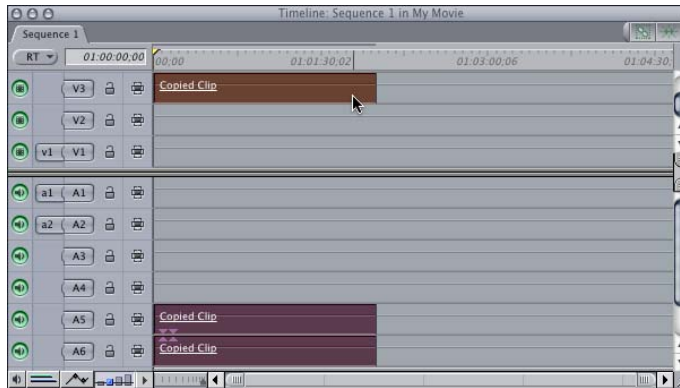 Timeline: Sequence 1 in My Movie
Sequence 1
RT 01:00:00;00 00;00 01:01:30;02 01:03:00;06 01:04:30;
V3 Copied Clip
V2
v1 V1
a1 A1
a2 A2
A3
A4
A5 Copied Clip
A6 Copied Clip